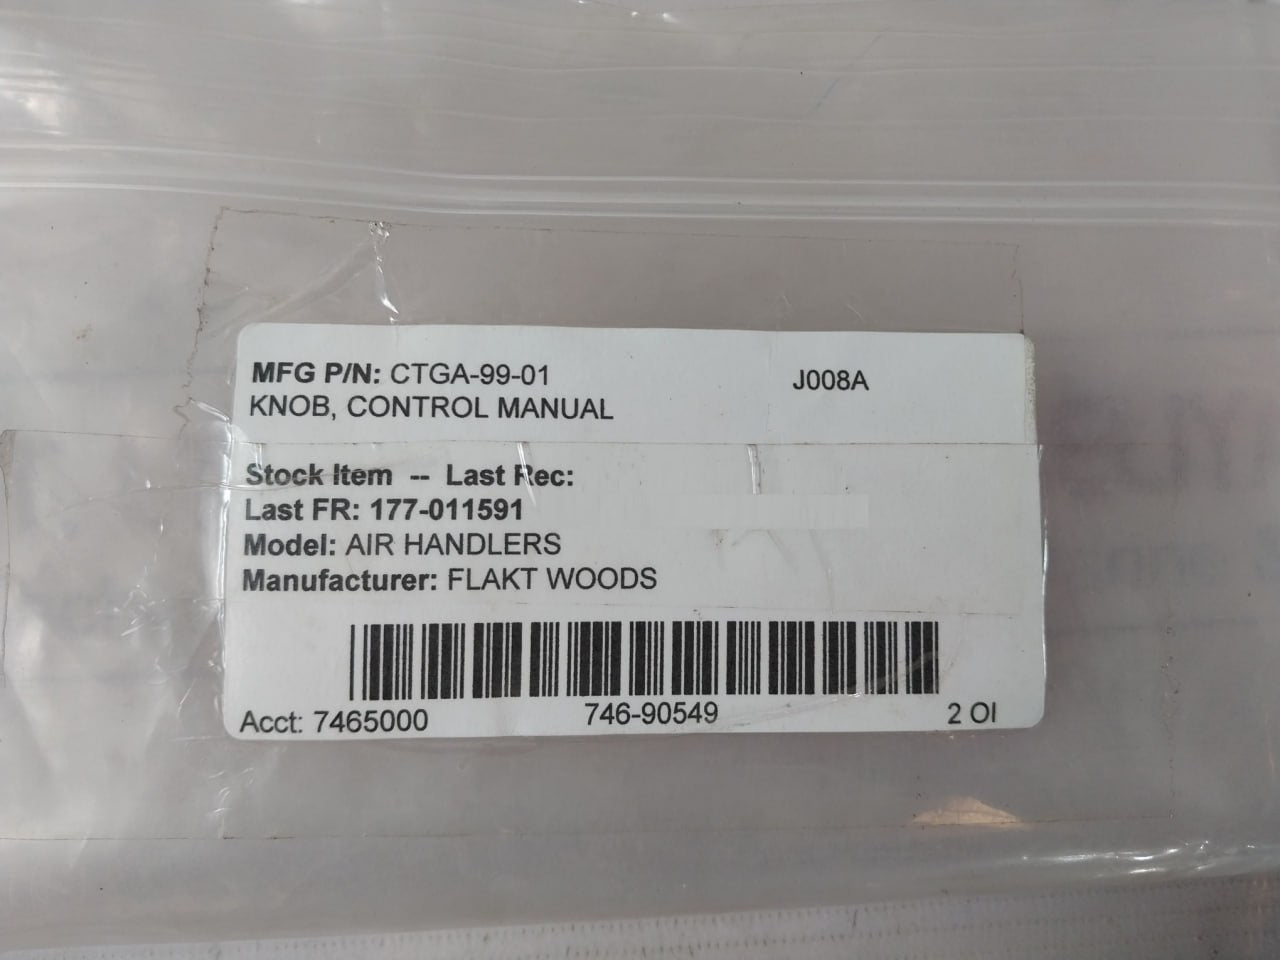 MFG P/N: CTGA-99-01 J008A
KNOB, CONTROL MANUAL
Stock Item -- Last Rec:
Last FR: 177-011591
Model: AIR HANDLERS
Manufacturer: FLAKT WOODS
Acct: 7465000 746-90549 2 OI